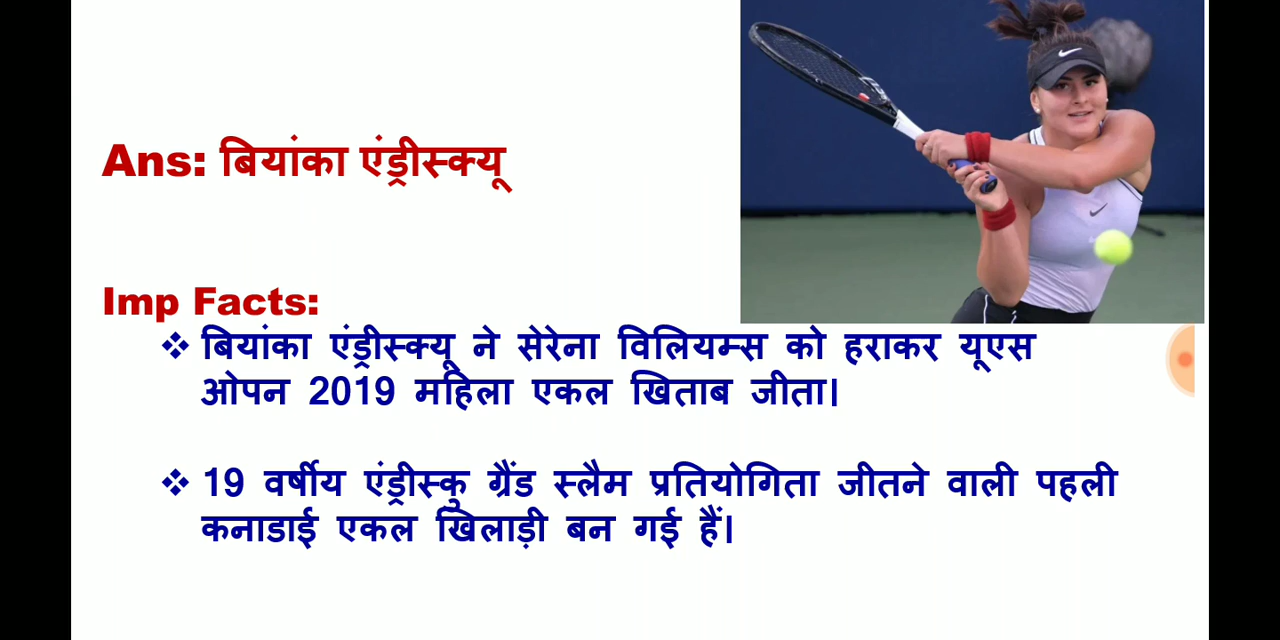 Ans: बियांका एंड्रीस्क्यू
Imp Facts:
❖ बियांका एंड्रीस्क्यू ने सेरेना विलियम्स को हराकर यूएस
ओपन 2019 महिला एकल खिताब जीता।
❖ 19 वर्षीय एंड्रीस्कु ग्रैंड स्लैम प्रतियोगिता जीतने वाली पहली
कनाडाई एकल खिलाड़ी बन गई हैं।